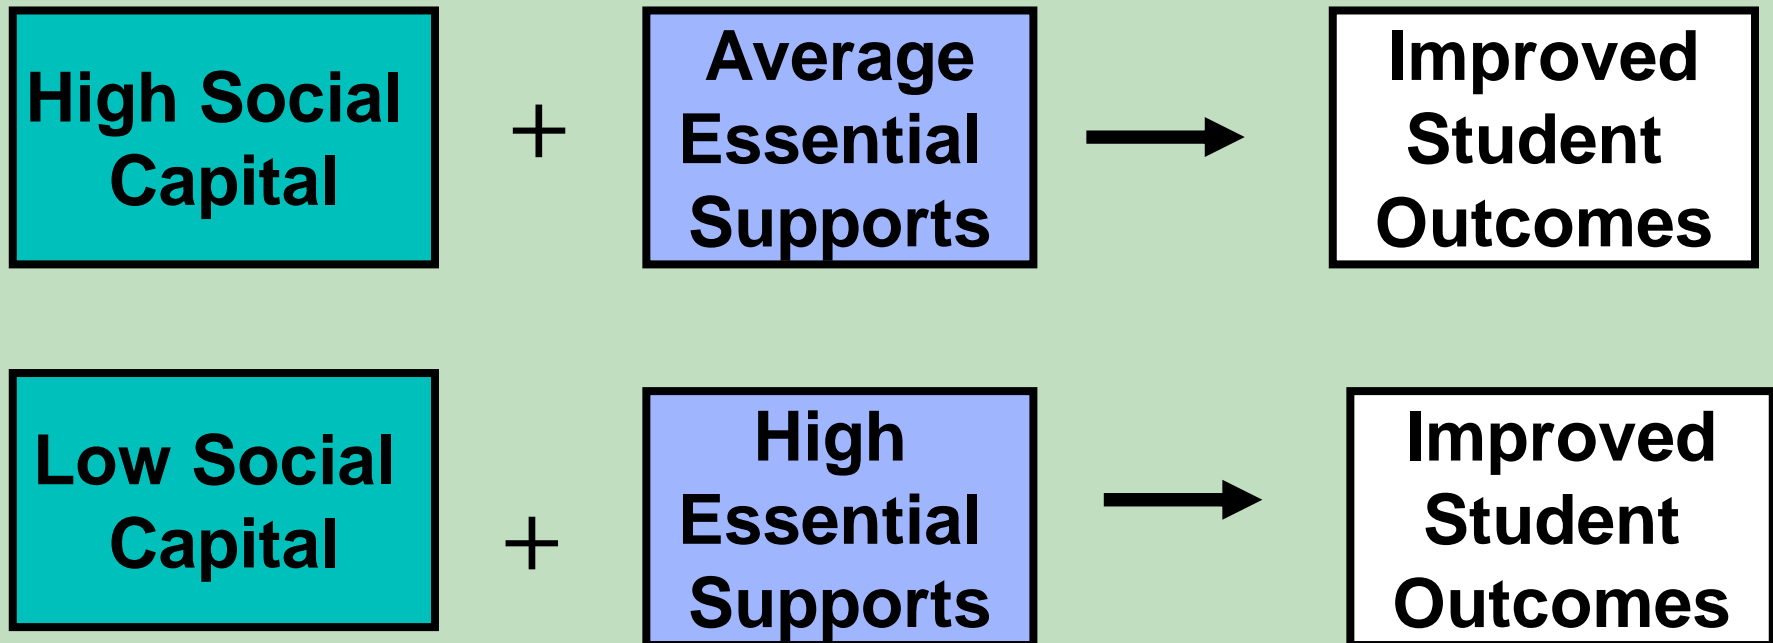 High Social
Capital
+
Average
Essential
Supports
Improved
Student
Outcomes
Low Social
Capital
+
High
Essential
Supports
Improved
Student
Outcomes